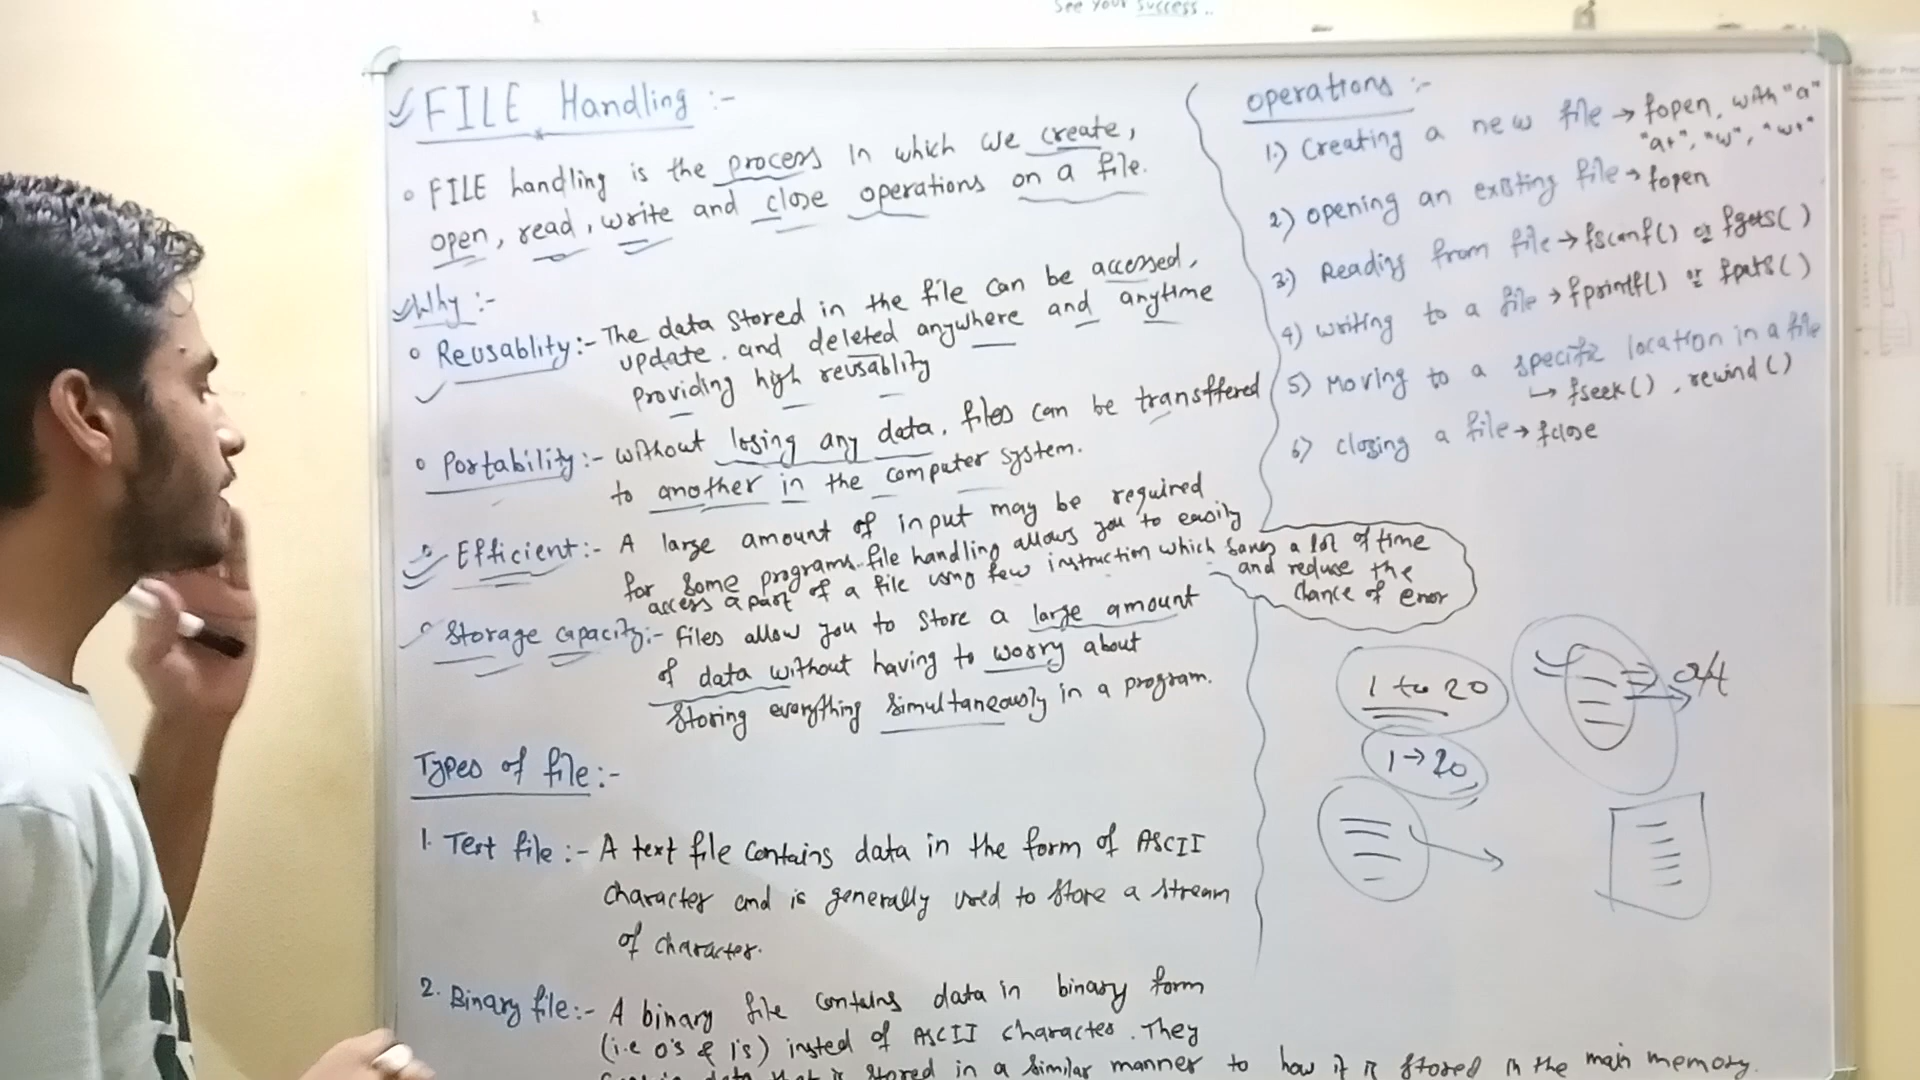 See your success..
FILE Handling :-
FILE handling is the process in which we create,
open, read, write and close operations on a file.
Why :-
Reusablity :- The data stored in the file can be accessed,
update. and deleted anywhere and anytime
Providing high reusablity
Portability :- without losing any data, files can be transffered
to another in the computer system.
Efficient :- A large amount of input may be required
for some programs. file handling allows you to easily
access a part of a file using few instruction which saves a lot of time
and reduce the
chance of error
Storage capacity :- Files allow you to store a large amount
of data without having to worry about
storing everything simultaneously in a program.
Types of file :-
1. Text file :- A text file contains data in the form of ASCII
character and is generally used to store a stream
of character.
2. Binary file :- A binary file contains data in binary form
(i.e 0's & 1's) insted of ASCII character. They
data that is stored in a similar manner to how it is stored in the main memory.
operations :-
1.) Creating a new file → fopen, with "a"
"a+", "w", "w+"
2) opening an existing file → fopen
3) Reading from file → fscanf() or fgets()
4) writing to a file → fprintf() or fputs()
5) Moving to a specific location in a file
↳ fseek(), rewind()
6) closing a file → fclose
1 to 20
1 → 20